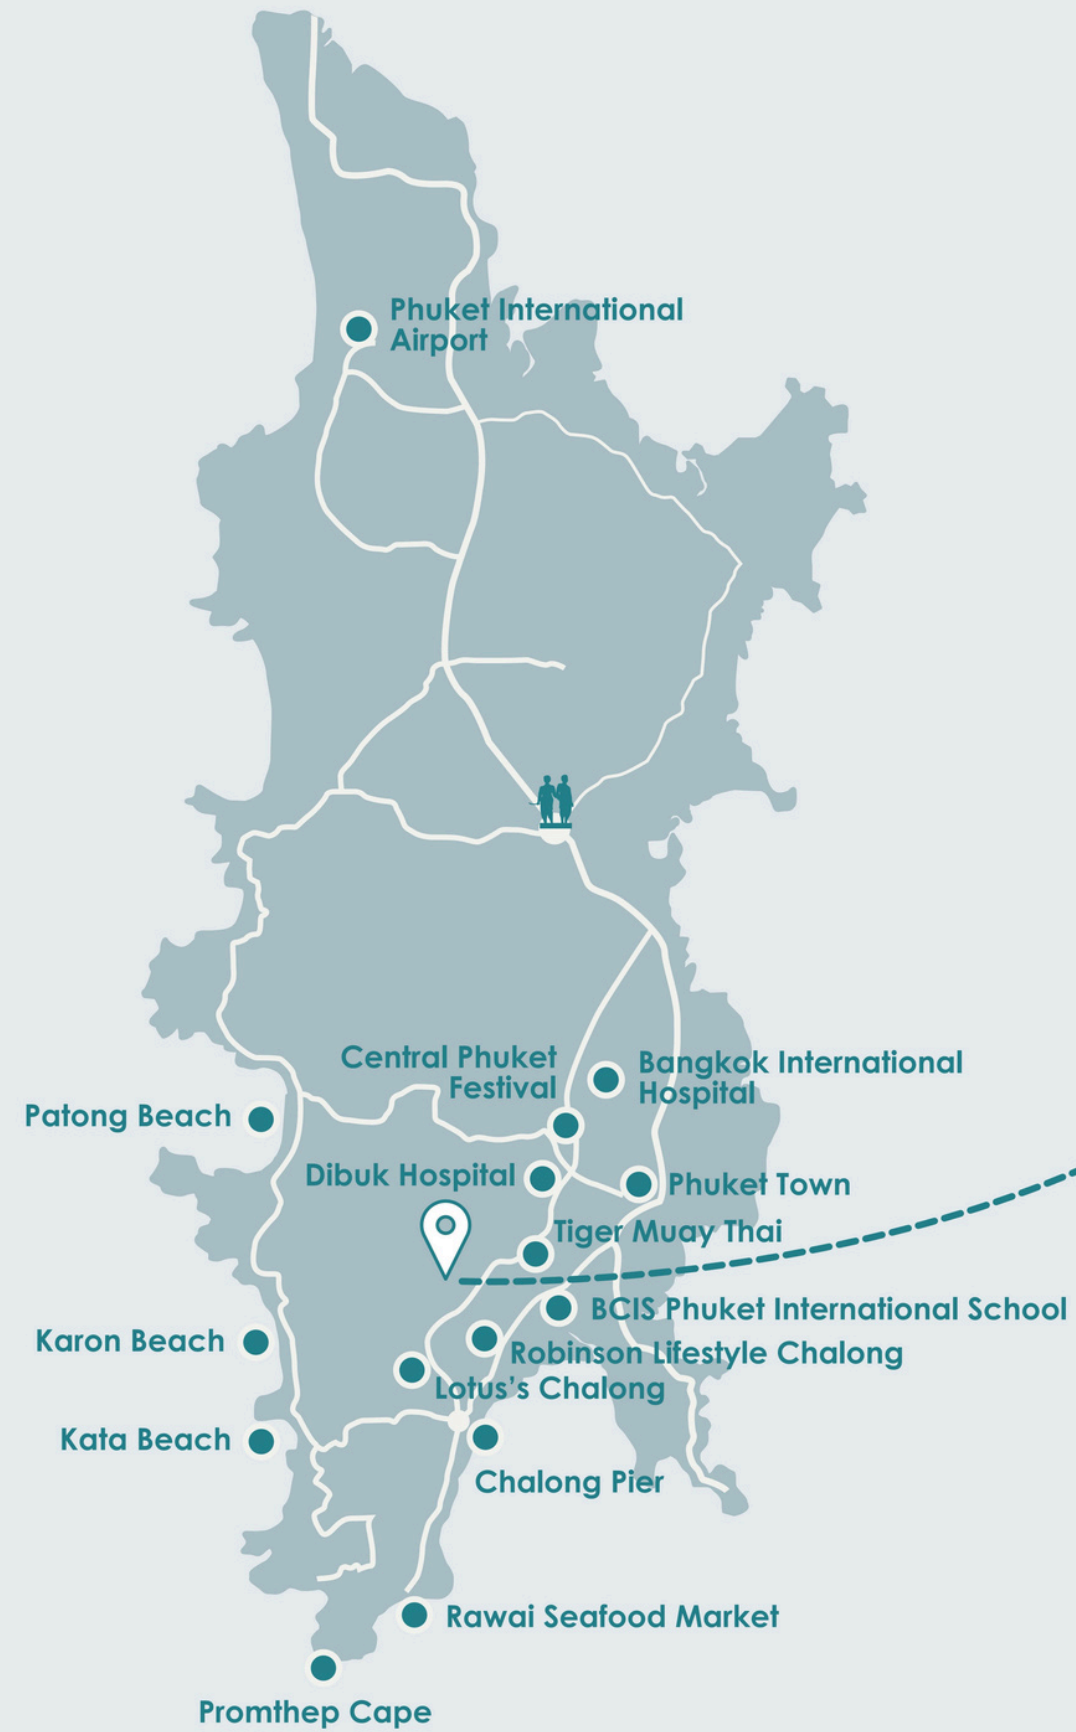 Phuket International
Airport
Central Phuket
Festival
Bangkok International
Hospital
Patong Beach
Dibuk Hospital
Phuket Town
Tiger Muay Thai
BCIS Phuket International School
Karon Beach
Robinson Lifestyle Chalong
Lotus's Chalong
Kata Beach
Chalong Pier
Rawai Seafood Market
Promthep Cape